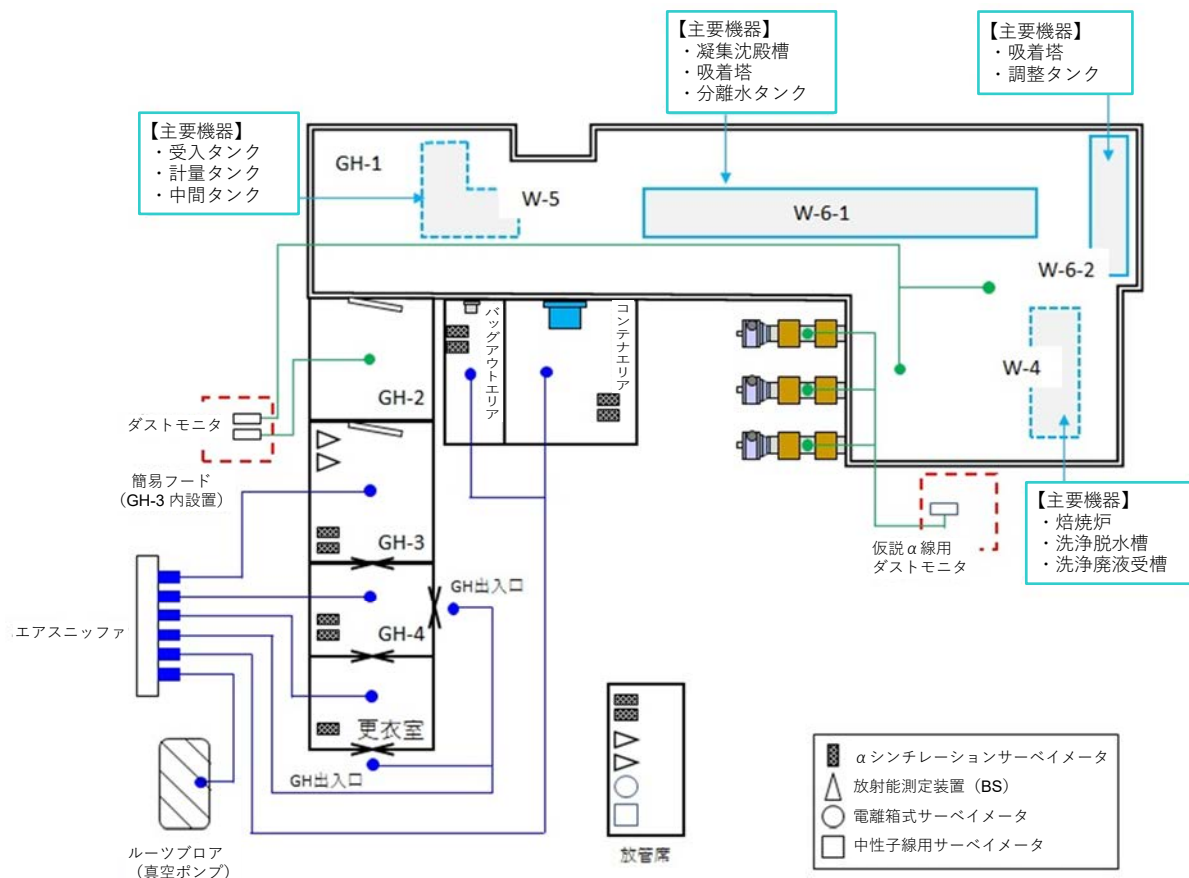 【主要機器】
・凝集沈殿槽
・吸着塔
・分離水タンク
【主要機器】
・吸着塔
・調整タンク
【主要機器】
・受入タンク
・計量タンク
・中間タンク
GH-1
W-5
W-6-1
W-6-2
W-4
バッグアウトエリア
コンテナエリア
GH-2
ダストモニタ
簡易フード
（GH-3 内設置）
GH-3
GH出入口
GH-4
エアスニッファ
更衣室
GH出入口
ルーツブロア
（真空ポンプ）
仮説α線用
ダストモニタ
【主要機器】
・焙焼炉
・洗浄脱水槽
・洗浄廃液受槽
放管席
αシンチレーションサーベイメータ
放射能測定装置（BS）
電離箱式サーベイメータ
中性子線用サーベイメータ